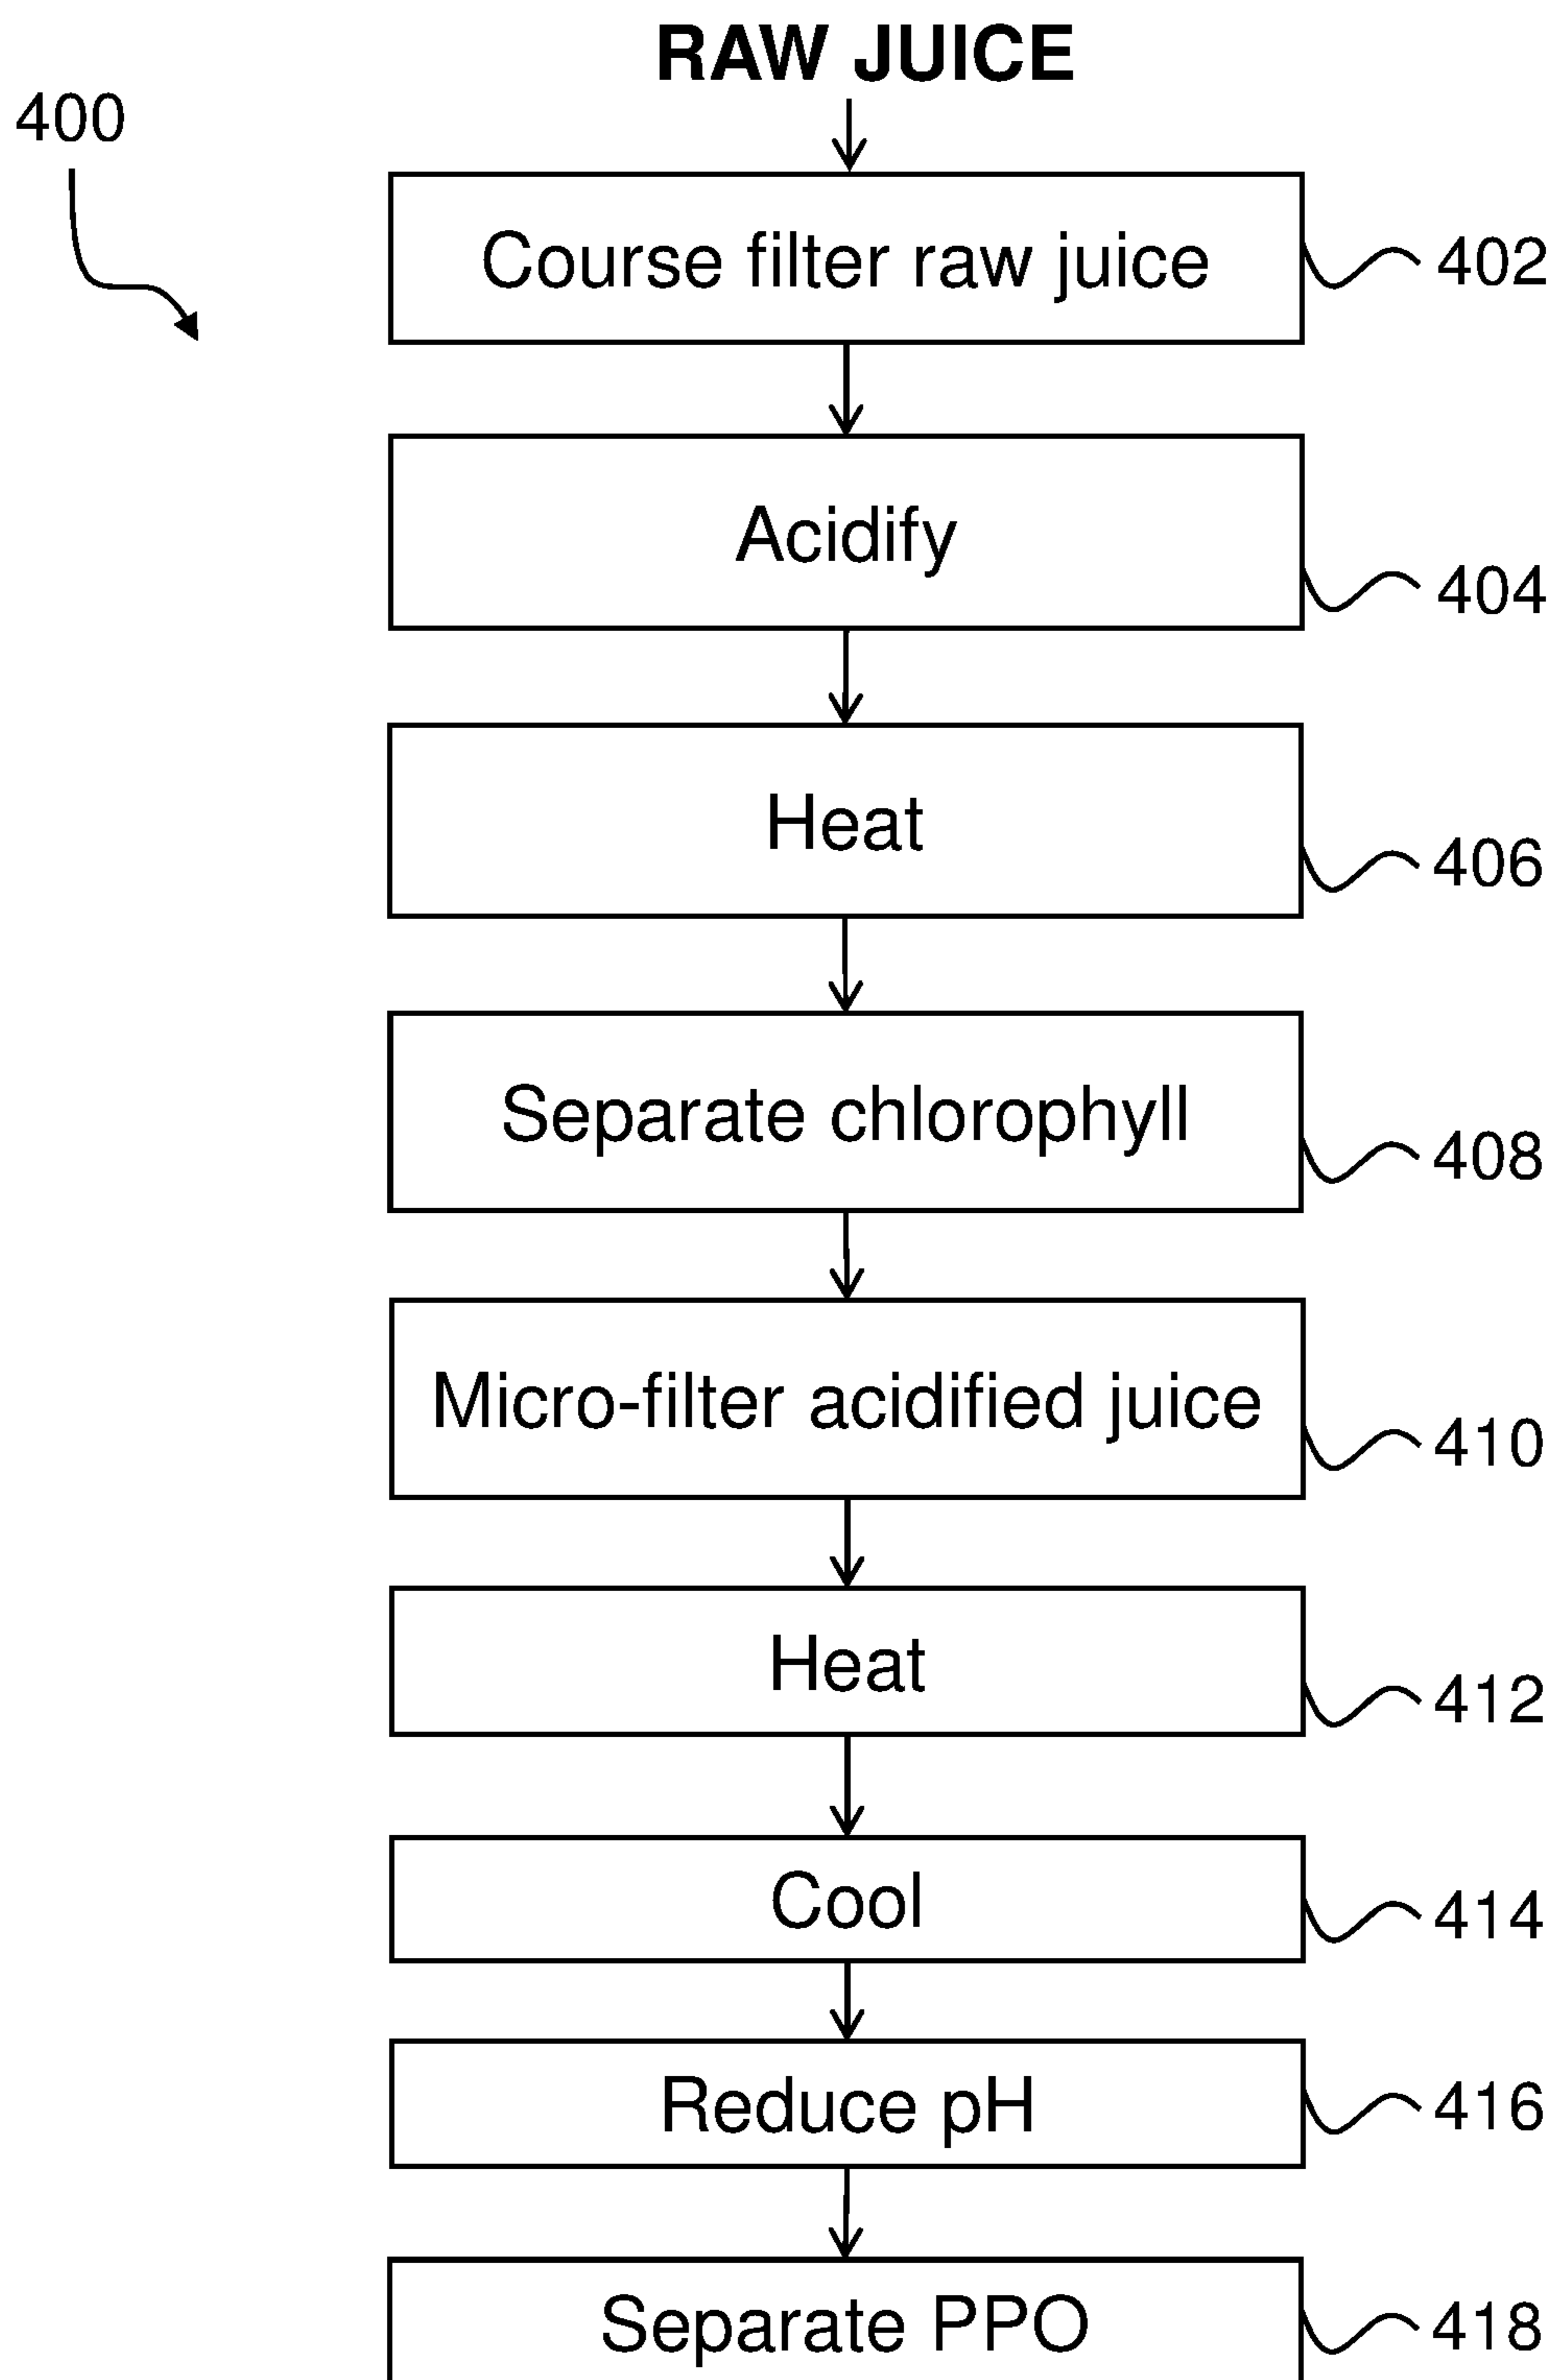 RAW JUICE
400
Course filter raw juice
402
Acidify
404
Heat
406
Separate chlorophyll
408
Micro-filter acidified juice
410
Heat
412
Cool
414
Reduce pH
416
Separate PPO
418